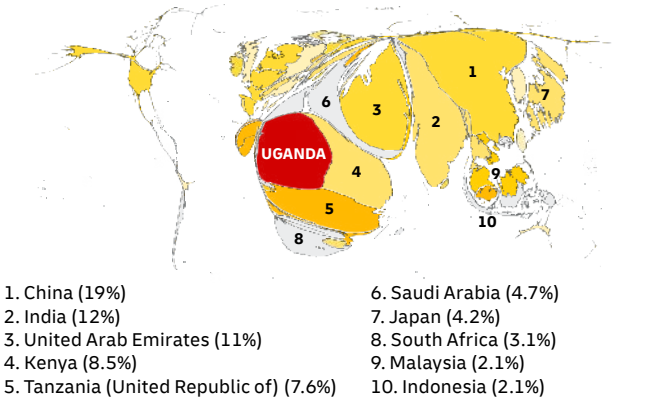 1
6
3
7
2
UGANDA
4
9
5
10
8
1. China (19%)
2. India (12%)
3. United Arab Emirates (11%)
4. Kenya (8.5%)
5. Tanzania (United Republic of) (7.6%)
6. Saudi Arabia (4.7%)
7. Japan (4.2%)
8. South Africa (3.1%)
9. Malaysia (2.1%)
10. Indonesia (2.1%)